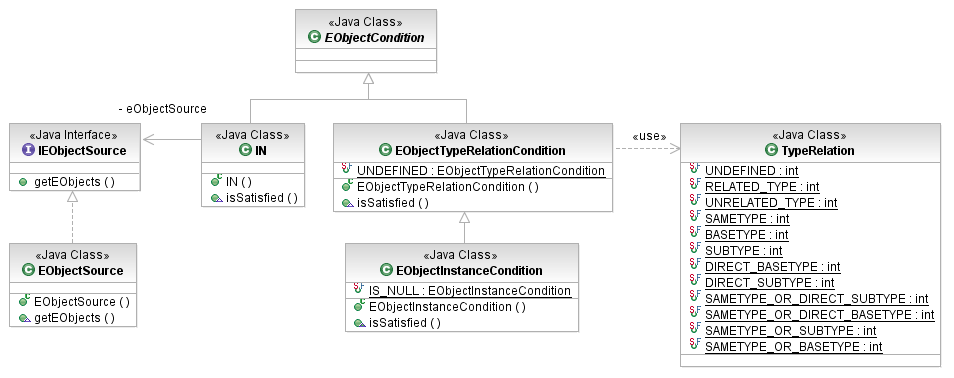 «Java Class»
EObjectCondition
- eObjectSource
«Java Interface»
IEObjectSource
getEObjects ( )
«Java Class»
IN
IN ( )
isSatisfied ( )
«Java Class»
EObjectTypeRelationCondition
UNDEFINED : EObjectTypeRelationCondition
EObjectTypeRelationCondition ( )
isSatisfied ( )
«use»
«Java Class»
TypeRelation
UNDEFINED : int
RELATED_TYPE : int
UNRELATED_TYPE : int
SAMETYPE : int
BASETYPE : int
SUBTYPE : int
DIRECT_BASETYPE : int
DIRECT_SUBTYPE : int
SAMETYPE_OR_DIRECT_SUBTYPE : int
SAMETYPE_OR_DIRECT_BASETYPE : int
SAMETYPE_OR_SUBTYPE : int
SAMETYPE_OR_BASETYPE : int
«Java Class»
EObjectSource
EObjectSource ( )
getEObjects ( )
«Java Class»
EObjectInstanceCondition
IS_NULL : EObjectInstanceCondition
EObjectInstanceCondition ( )
isSatisfied ( )